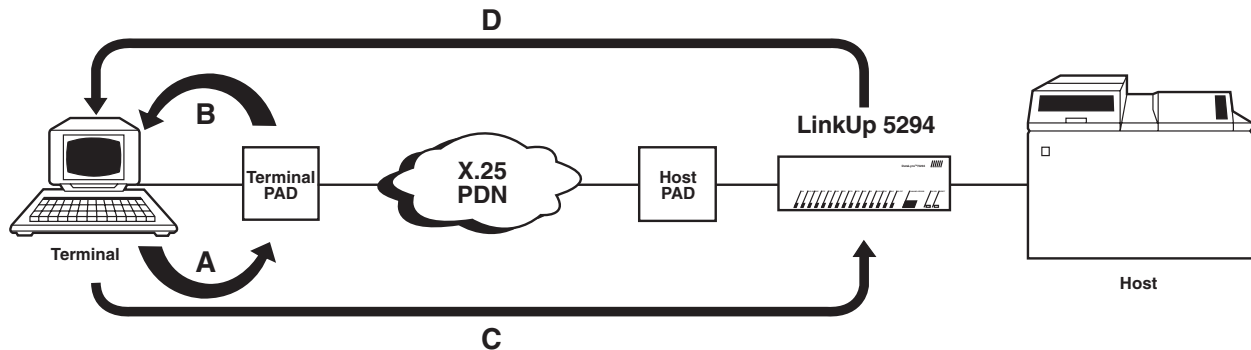 D
B
LinkUp 5294
Terminal
PAD
X.25
PDN
Host
PAD
Terminal
A
Host
C